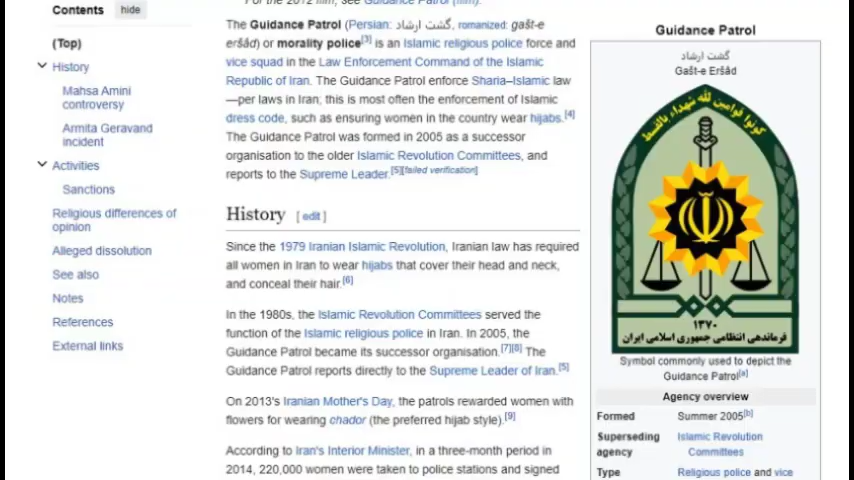 For the 2012 film, see Guidance Patrol (film).
Contents hide
(Top)
History
Mahsa Amini
controversy
Armita Geravand
incident
Activities
Sanctions
Religious differences of
opinion
Alleged dissolution
See also
Notes
References
External links
The Guidance Patrol (Persian: گشت ارشاد, romanized: gašt-e
eršâd) or morality police[3] is an Islamic religious police force and
vice squad in the Law Enforcement Command of the Islamic
Republic of Iran. The Guidance Patrol enforce Sharia–Islamic law
—per laws in Iran; this is most often the enforcement of Islamic
dress code, such as ensuring women in the country wear hijabs.[4]
The Guidance Patrol was formed in 2005 as a successor
organisation to the older Islamic Revolution Committees, and
reports to the Supreme Leader.[5][failed verification]
History [ edit ]
Since the 1979 Iranian Islamic Revolution, Iranian law has required
all women in Iran to wear hijabs that cover their head and neck,
and conceal their hair.[6]
In the 1980s, the Islamic Revolution Committees served the
function of the Islamic religious police in Iran. In 2005, the
Guidance Patrol became its successor organisation.[7][8] The
Guidance Patrol reports directly to the Supreme Leader of Iran.[5]
On 2013's Iranian Mother's Day, the patrols rewarded women with
flowers for wearing chador (the preferred hijab style).[9]
According to Iran's Interior Minister, in a three-month period in
2014, 220,000 women were taken to police stations and signed
Guidance Patrol
گشت ارشاد
Gašt-e Eršâd
کونوا قوامین لله شهداء بالقسط
۱۳۷۰
فرماندهی انتظامی جمهوری اسلامی ایران
Symbol commonly used to depict the
Guidance Patrol[a]
Agency overview
Formed Summer 2005[b]
Superseding Islamic Revolution
agency Committees
Type Religious police and vice